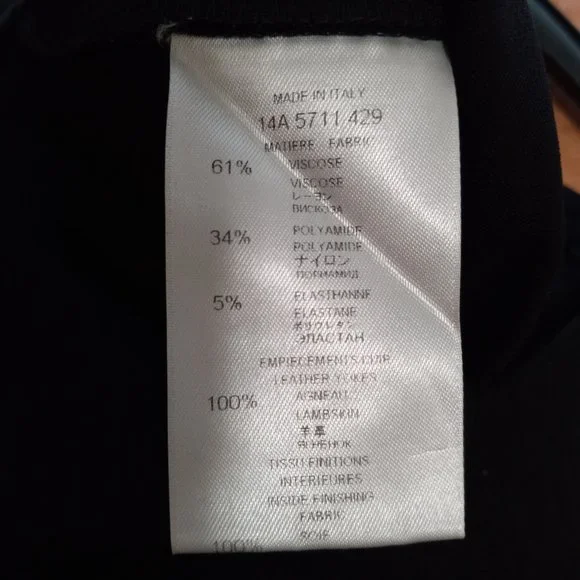 MADE IN ITALY
14A 5711 429
MATIERE FABRIC
61% VISCOSE
VISCOSE
レーヨン
ВИСКОЗА
34% POLYAMIDE
POLYAMIDE
ナイロン
ПОЛИАМИД
5% ELASTHANNE
ELASTANE
ポリウレタン
ЭЛАСТАН
EMPIECEMENTS CUIR
LEATHER YOKES
100% AGNEAU
LAMBSKIN
羊革
TISSU FINITIONS
INTERIEURES
INSIDE FINISHING
FABRIC
100% SOIE